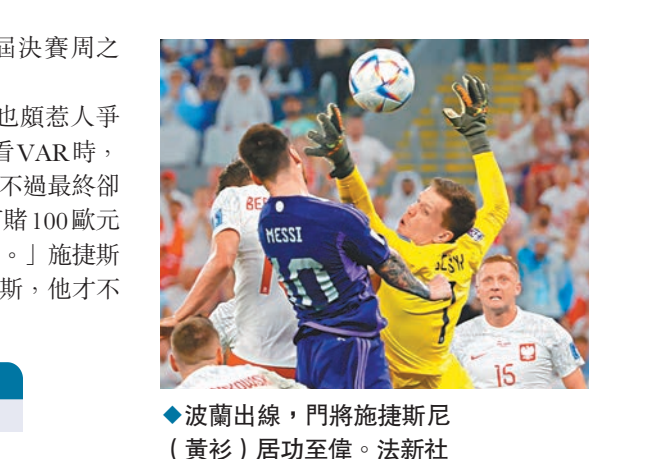 屆決賽周之
也頗惹人爭
看VAR時，
不過最終卻
賭100歐元
。」施捷斯
斯，他才不
MESSI
10
15
◆波蘭出線，門將施捷斯尼
（黃衫）居功至偉。法新社